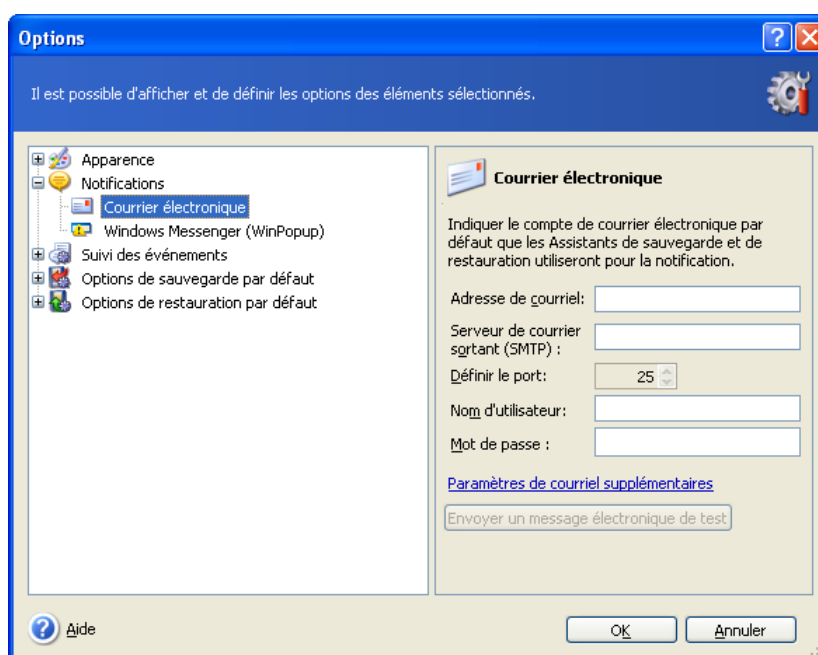 Options
Il est possible d'afficher et de définir les options des éléments sélectionnés.
Apparence
Notifications
Courrier électronique
Windows Messenger (WinPopup)
Suivi des événements
Options de sauvegarde par défaut
Options de restauration par défaut
Courrier électronique
Indiquer le compte de courrier électronique par
défaut que les Assistants de sauvegarde et de
restauration utiliseront pour la notification.
Adresse de courriel:
Serveur de courrier
sortant (SMTP) :
Définir le port:
25
Nom d'utilisateur:
Mot de passe :
Paramètres de courriel supplémentaires
Envoyer un message électronique de test
Aide
OK
Annuler